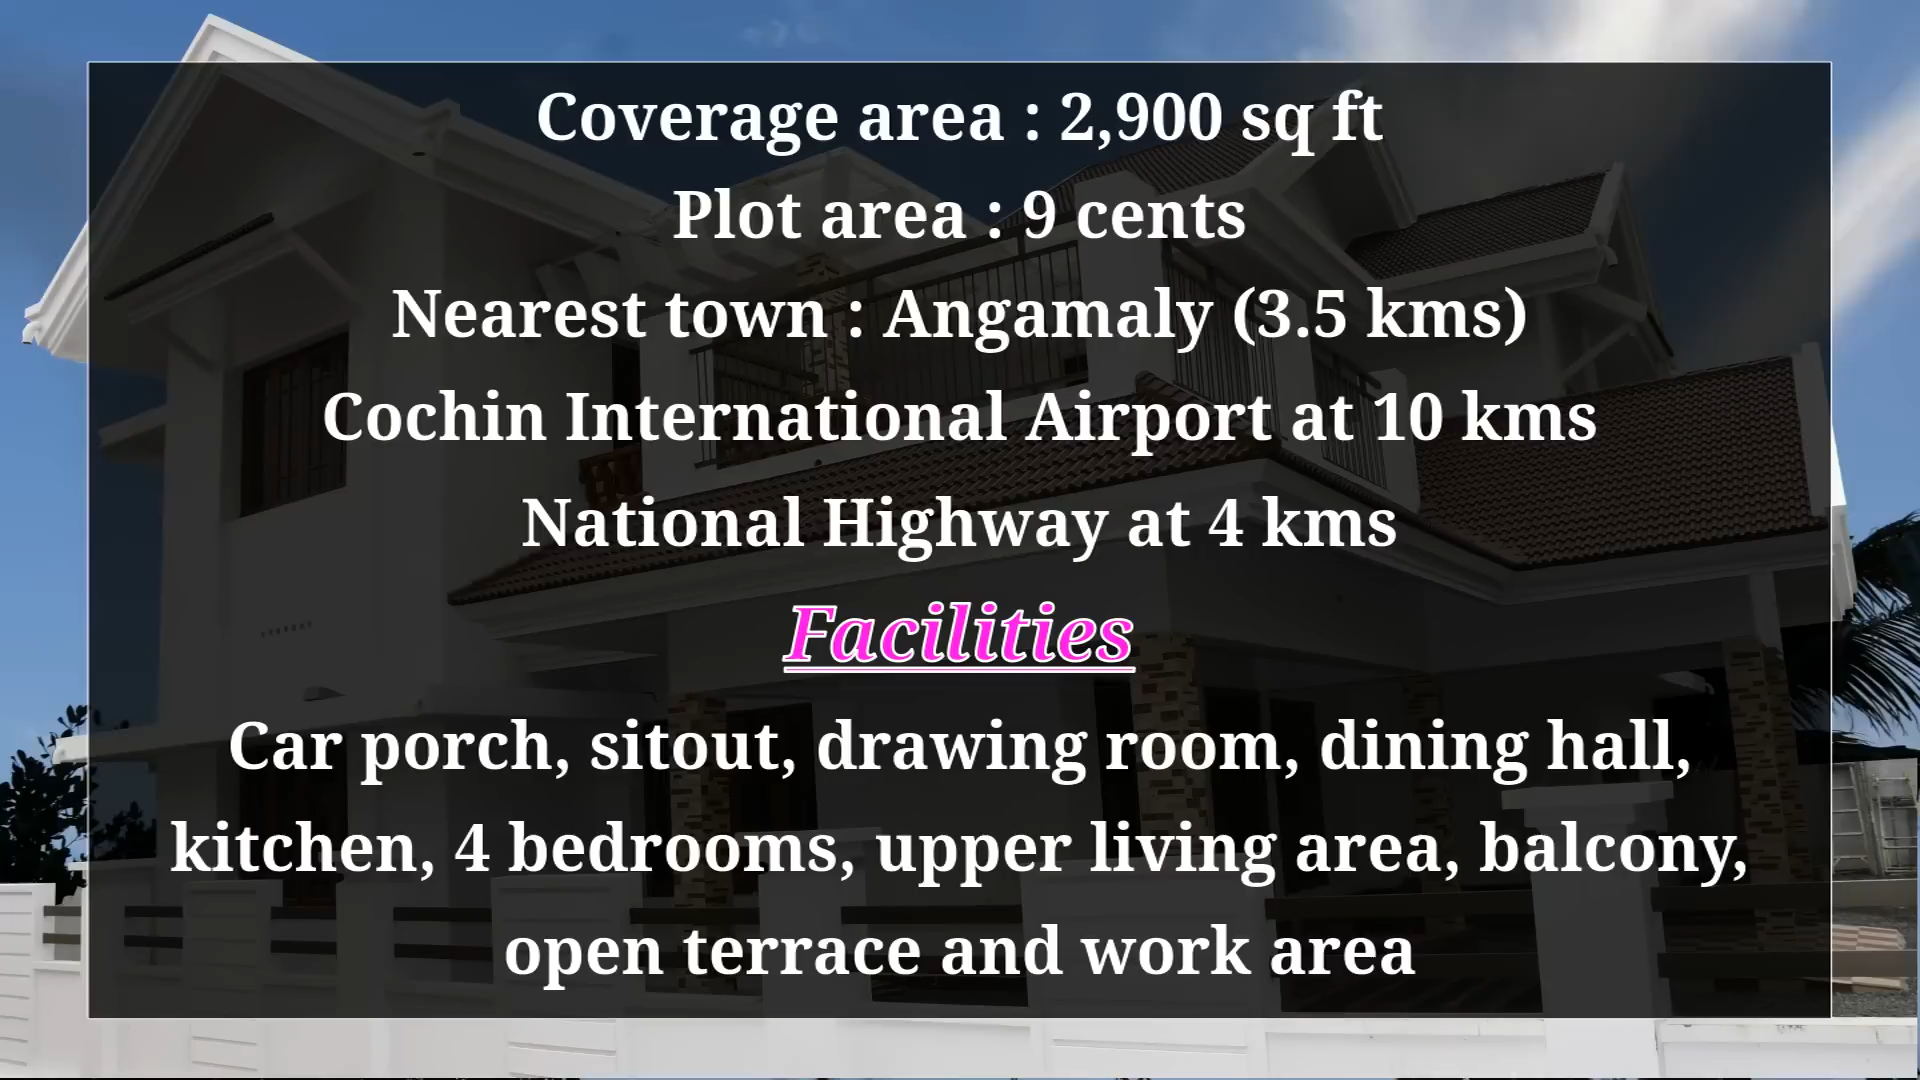 Coverage area : 2,900 sq ft
Plot area : 9 cents
Nearest town : Angamaly (3.5 kms)
Cochin International Airport at 10 kms
National Highway at 4 kms
Facilities
Car porch, sitout, drawing room, dining hall,
kitchen, 4 bedrooms, upper living area, balcony,
open terrace and work area